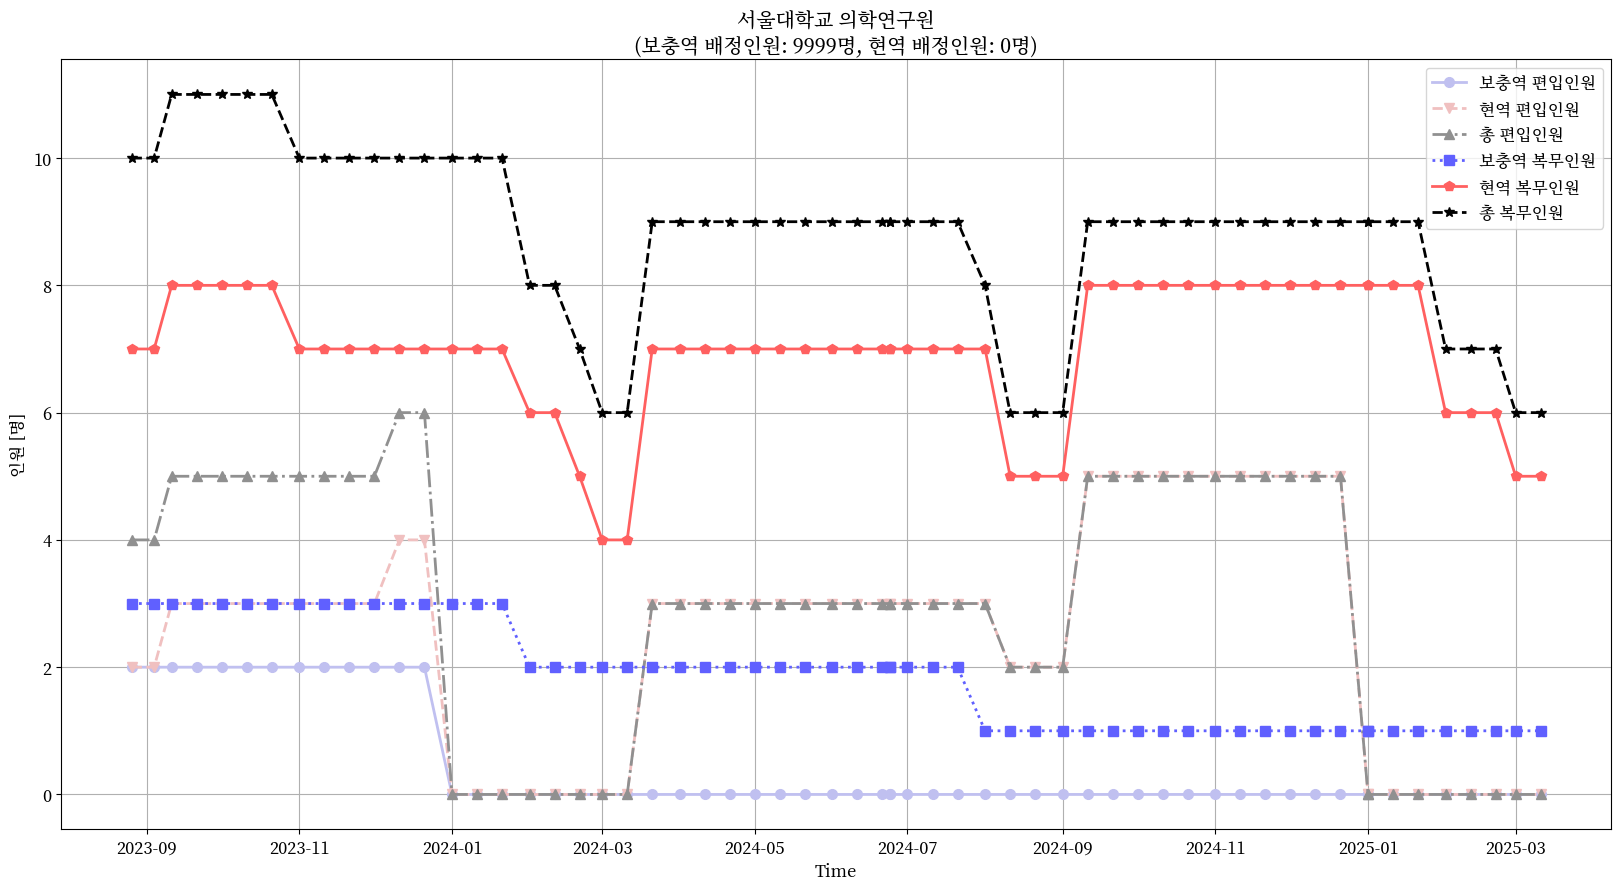 서울대학교 의학연구원
(보충역 배정인원: 9999명, 현역 배정인원: 0명)
보충역 편입인원
현역 편입인원
총 편입인원
보충역 복무인원
현역 복무인원
총 복무인원
인원 [명]
10
8
6
4
2
0
2023-09
2023-11
2024-01
2024-03
2024-05
2024-07
2024-09
2024-11
2025-01
2025-03
Time